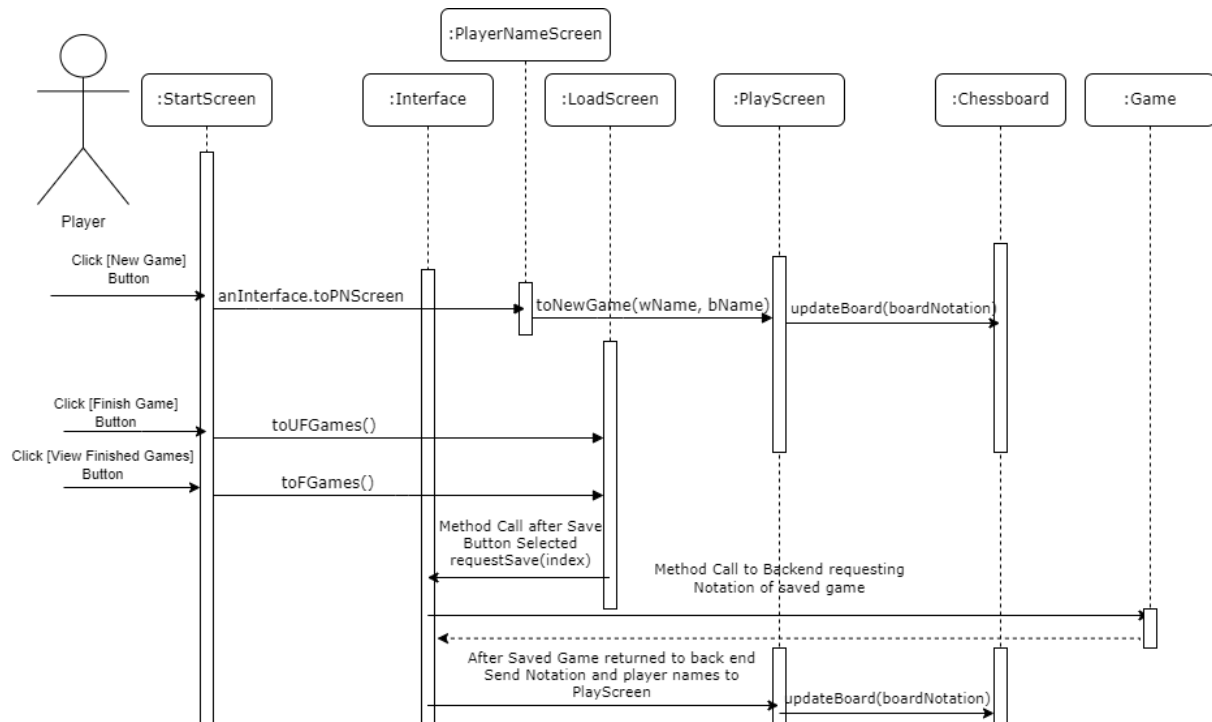 :PlayerNameScreen
:StartScreen
:Interface
:LoadScreen
:PlayScreen
:Chessboard
:Game
Player
Click [New Game]
Button
anInterface.toPNScreen
toNewGame(wName, bName)
updateBoard(boardNotation)
Click [Finish Game]
Button
toUFGames()
Click [View Finished Games]
Button
toFGames()
Method Call after Save
Button Selected
requestSave(index)
Method Call to Backend requesting
Notation of saved game
After Saved Game returned to back end
Send Notation and player names to
PlayScreen
updateBoard(boardNotation)